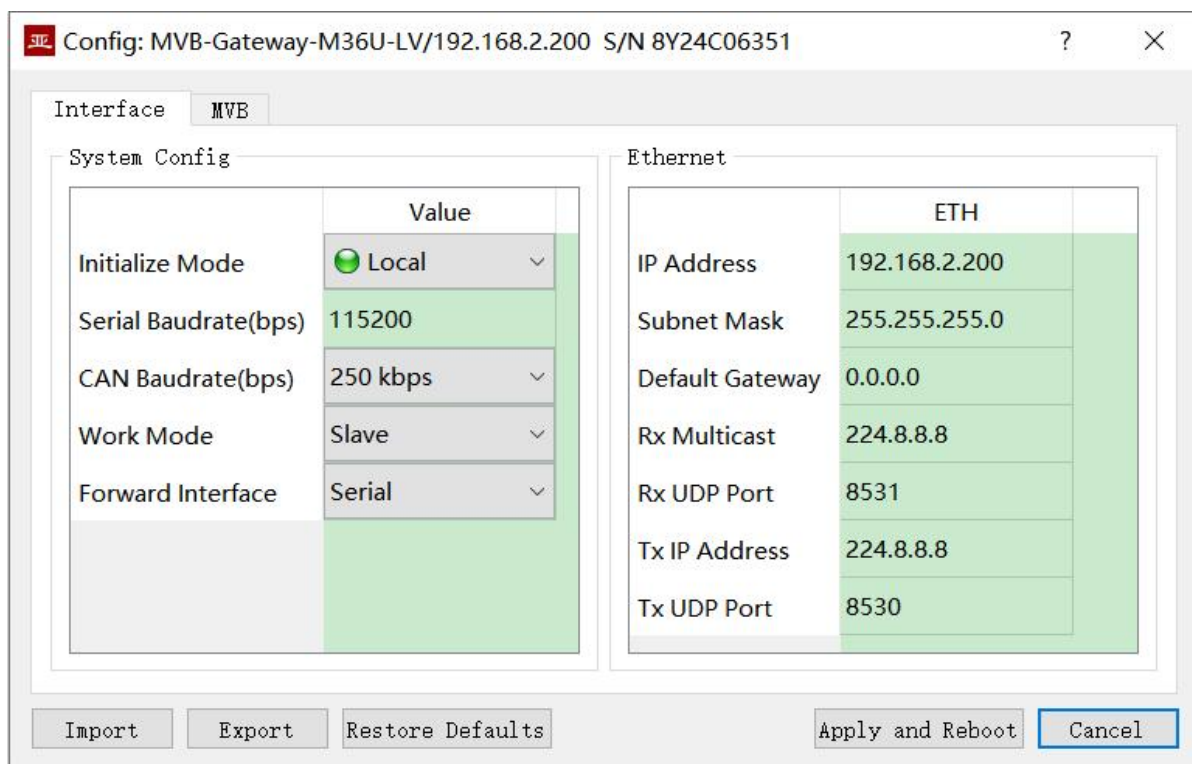 Config: MVB-Gateway-M36U-LV/192.168.2.200 S/N 8Y24C06351 ?
Interface MVB
System Config
Value
Initialize Mode Local
Serial Baudrate(bps) 115200
CAN Baudrate(bps) 250 kbps
Work Mode Slave
Forward Interface Serial
Ethernet
ETH
IP Address 192.168.2.200
Subnet Mask 255.255.255.0
Default Gateway 0.0.0.0
Rx Multicast 224.8.8.8
Rx UDP Port 8531
Tx IP Address 224.8.8.8
Tx UDP Port 8530
Import Export Restore Defaults Apply and Reboot Cancel